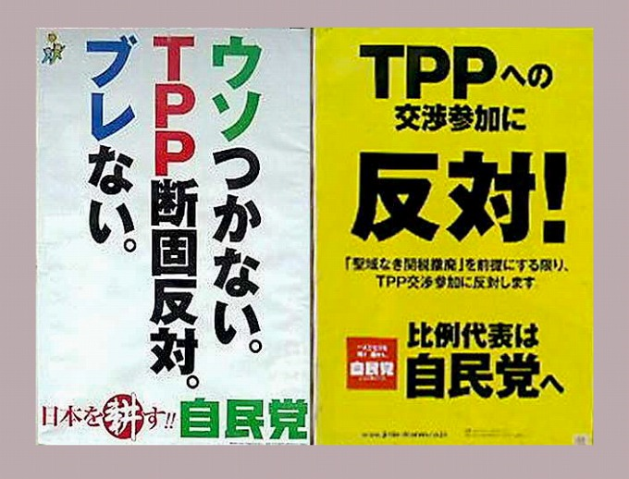 ウソつかない。
TPP断固反対。
ブレない。
日本を耕す!! 自民党
TPPへの
交渉参加に
反対!
「聖域なき関税撤廃」を前提にする限り、
TPP交渉参加に反対します
自民党
比例代表は
自民党へ